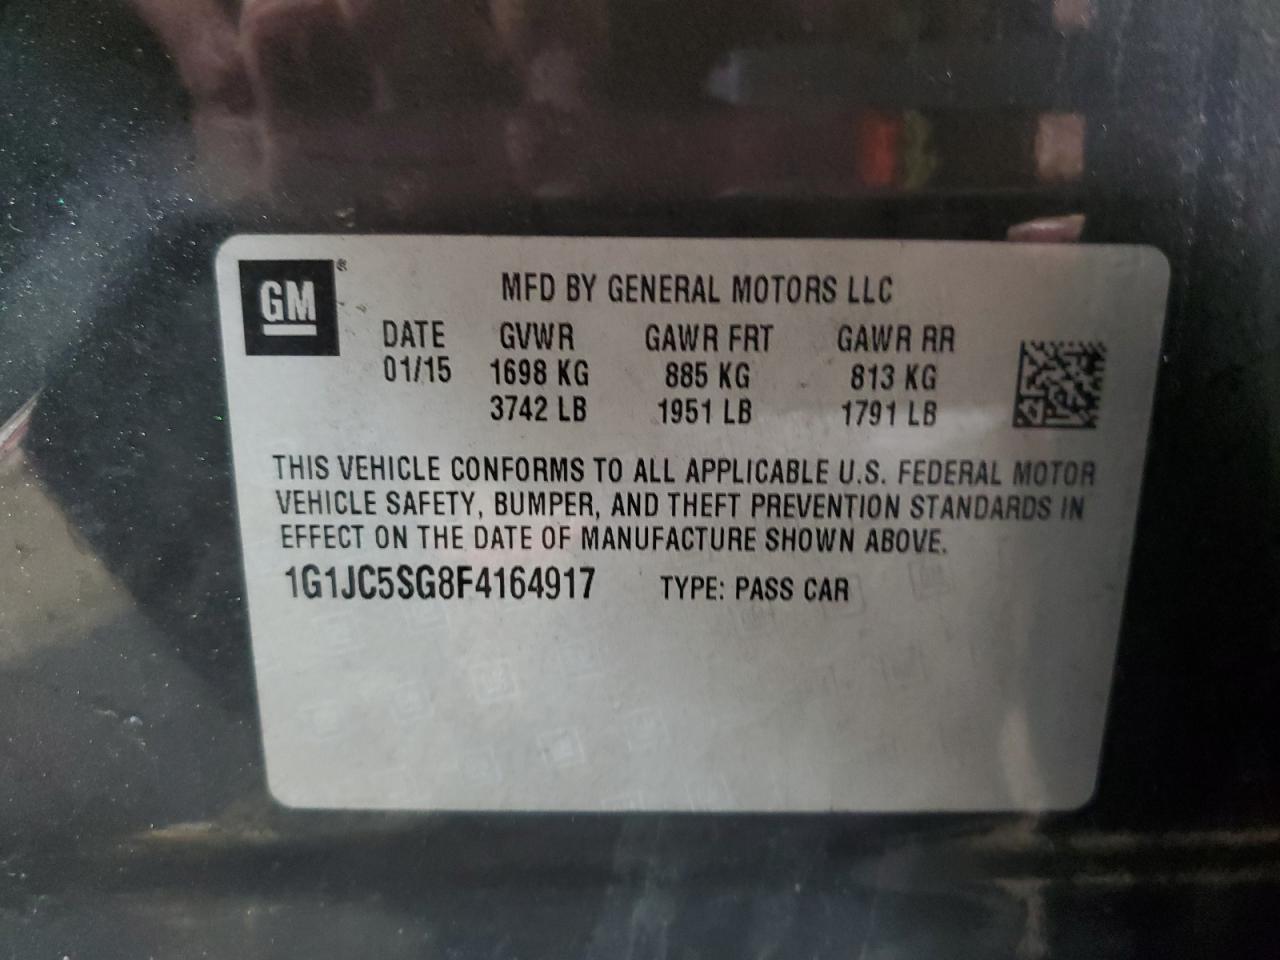 GM®
MFD BY GENERAL MOTORS LLC
DATE GVWR GAWR FRT GAWR RR
01/15 1698 KG 885 KG 813 KG
3742 LB 1951 LB 1791 LB
THIS VEHICLE CONFORMS TO ALL APPLICABLE U.S. FEDERAL MOTOR
VEHICLE SAFETY, BUMPER, AND THEFT PREVENTION STANDARDS IN
EFFECT ON THE DATE OF MANUFACTURE SHOWN ABOVE.
1G1JC5SG8F4164917 TYPE: PASS CAR